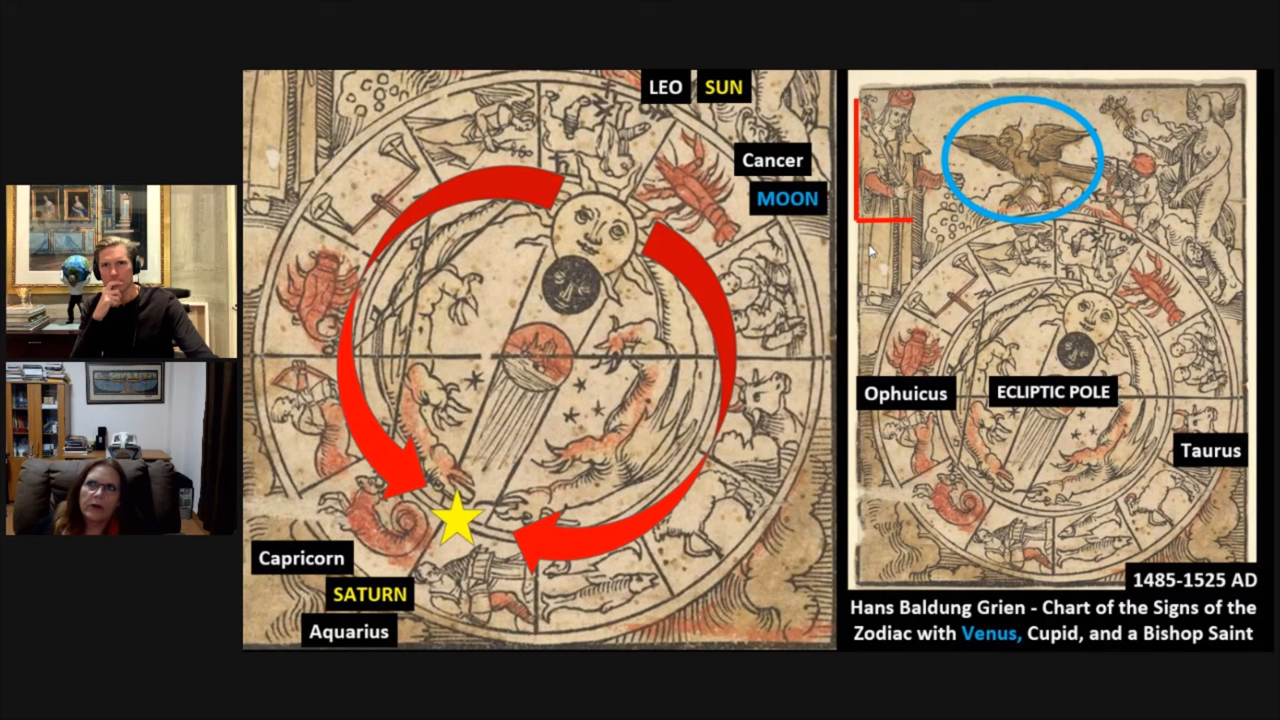 LEO SUN
Cancer
MOON
Capricorn
SATURN
Aquarius
Ophuicus
ECLIPTIC POLE
Taurus
1485-1525 AD
Hans Baldung Grien - Chart of the Signs of the
Zodiac with Venus, Cupid, and a Bishop Saint